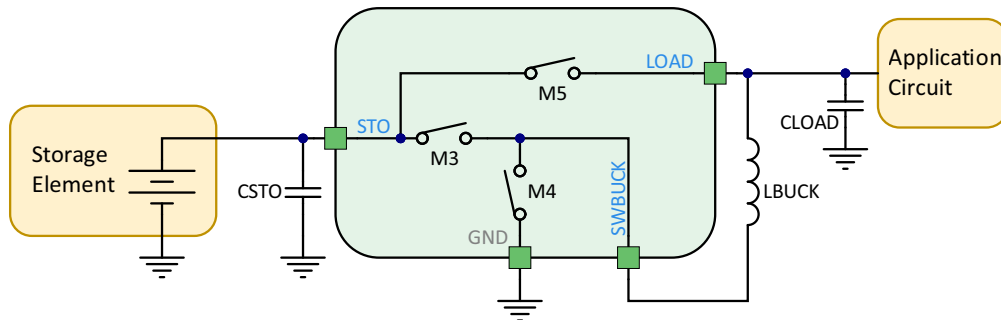 Storage
Element
CSTO
STO
M3
M5
M4
GND
SWBUCK
LOAD
LBUCK
CLOAD
Application
Circuit